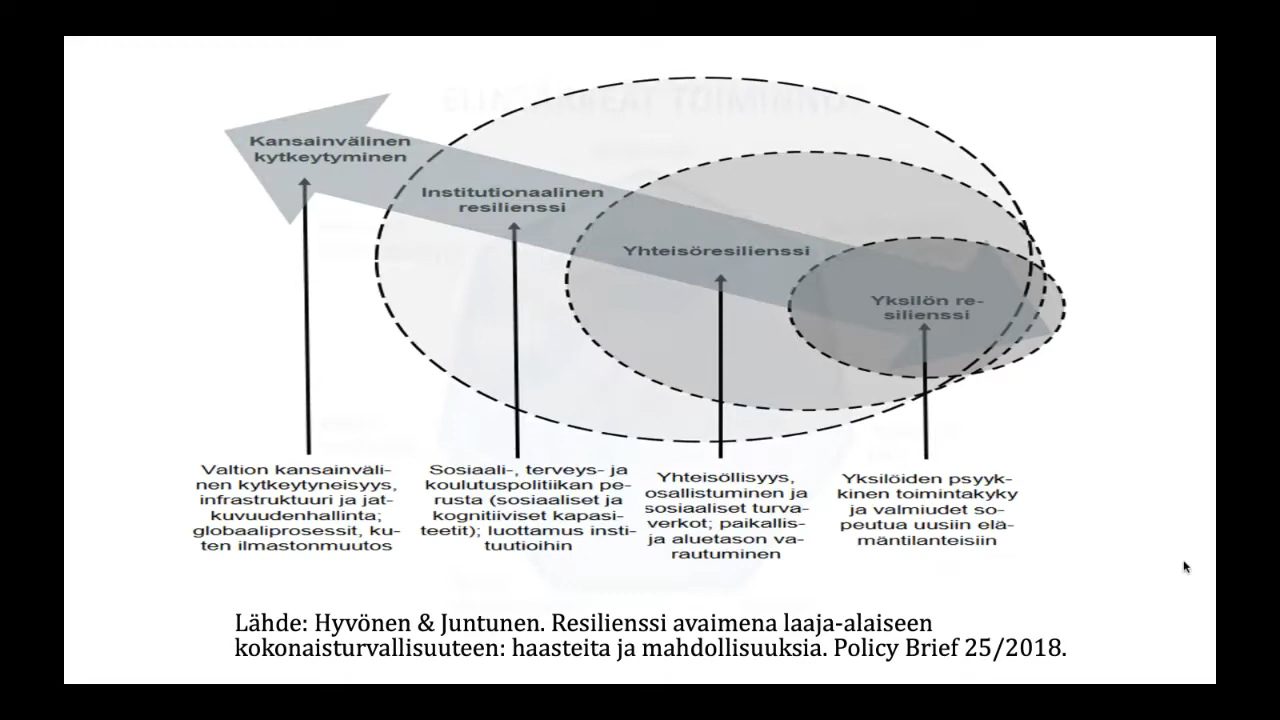 Kansainvälinen
kytkeytyminen
Institutionaalinen
resilienssi
Yhteisöresilienssi
Yksilön re-
silienssi
Valtion kansainväli-
nen kytkeytyneisyys,
infrastruktuuri ja jat-
kuvuudenhallinta;
globaaliprosessit, ku-
ten ilmastonmuutos
Sosiaali-, terveys- ja
koulutuspolitiikan pe-
rusta (sosiaaliset ja
kognitiiviset kapasi-
teetit); luottamus insti-
tuutioihin
Yhteisöllisyys,
osallistuminen ja
sosiaaliset turva-
verkot; paikallis-
ja aluetason va-
rautuminen
Yksilöiden psyyk-
kinen toimintakyky
ja valmiudet so-
peutua uusiin elä-
mäntilanteisiin
Lähde: Hyvönen & Juntunen. Resilienssi avaimena laaja-alaiseen
kokonaisturvallisuuteen: haasteita ja mahdollisuuksia. Policy Brief 25/2018.